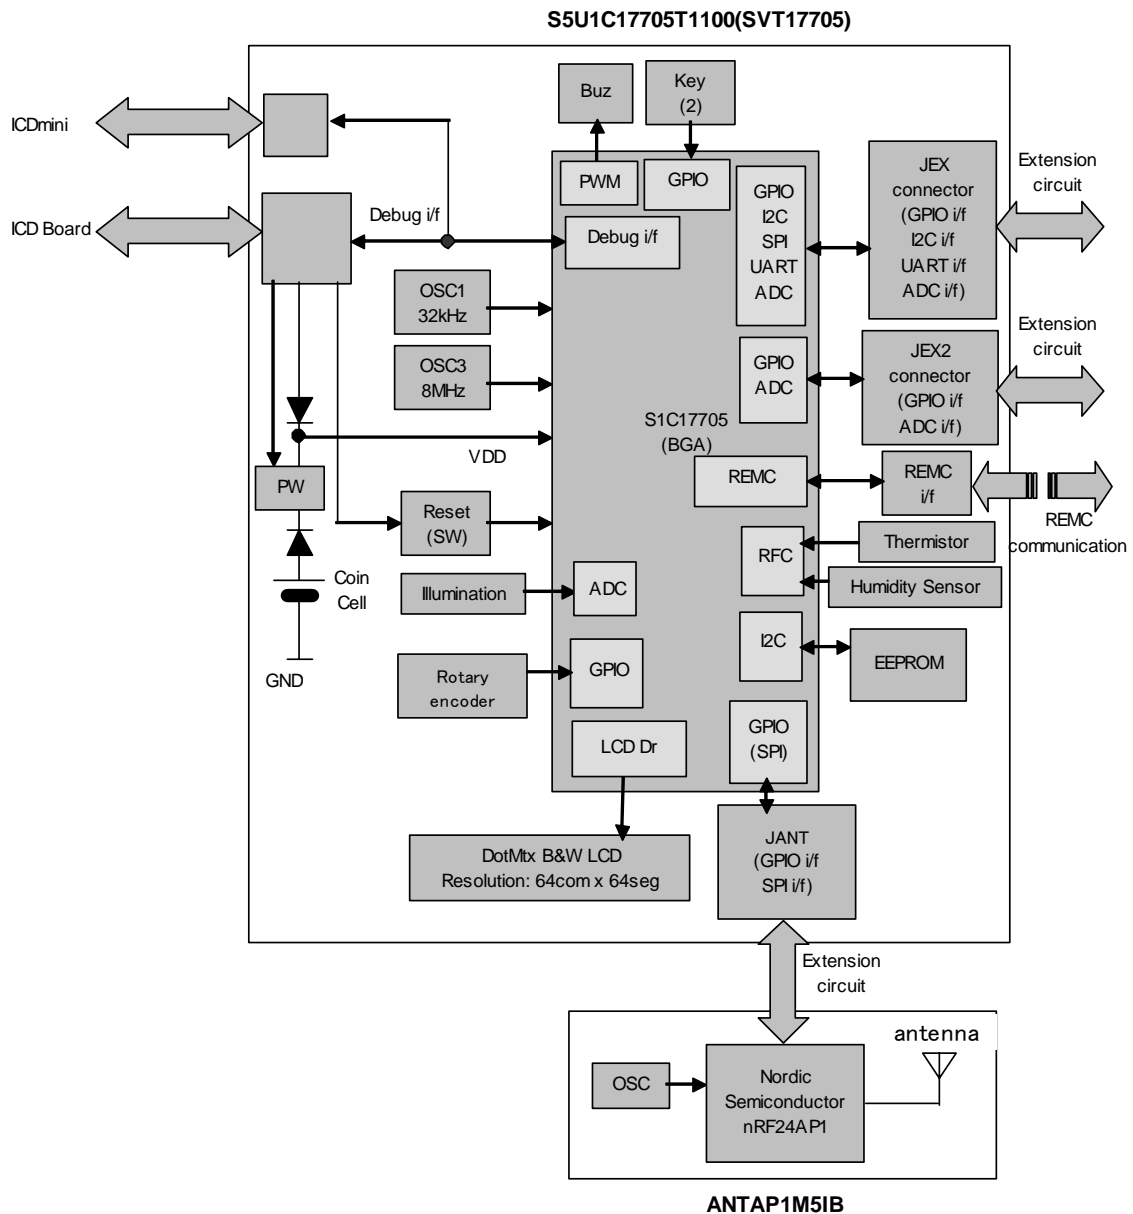 S5U1C17705T1100(SVT17705)
ICDmini
ICD Board
Debug i/f
Buz
Key
(2)
PWM
GPIO
Debug i/f
GPIO
I2C
SPI
UART
ADC
JEX
connector
(GPIO i/f
I2C i/f
UART i/f
ADC i/f)
Extension
circuit
OSC1
32kHz
OSC3
8MHz
GPIO
ADC
JEX2
connector
(GPIO i/f
ADC i/f)
Extension
circuit
S1C17705
(BGA)
VDD
PW
REMC
REMC
i/f
REMC
communication
Reset
(SW)
RFC
Thermistor
Humidity Sensor
Coin
Cell
Illumination
ADC
I2C
EEPROM
GND
Rotary
encoder
GPIO
GPIO
(SPI)
LCD Dr
DotMtx B&W LCD
Resolution: 64com x 64seg
JANT
(GPIO i/f
SPI i/f)
Extension
circuit
antenna
OSC
Nordic
Semiconductor
nRF24AP1
ANTAP1M5IB